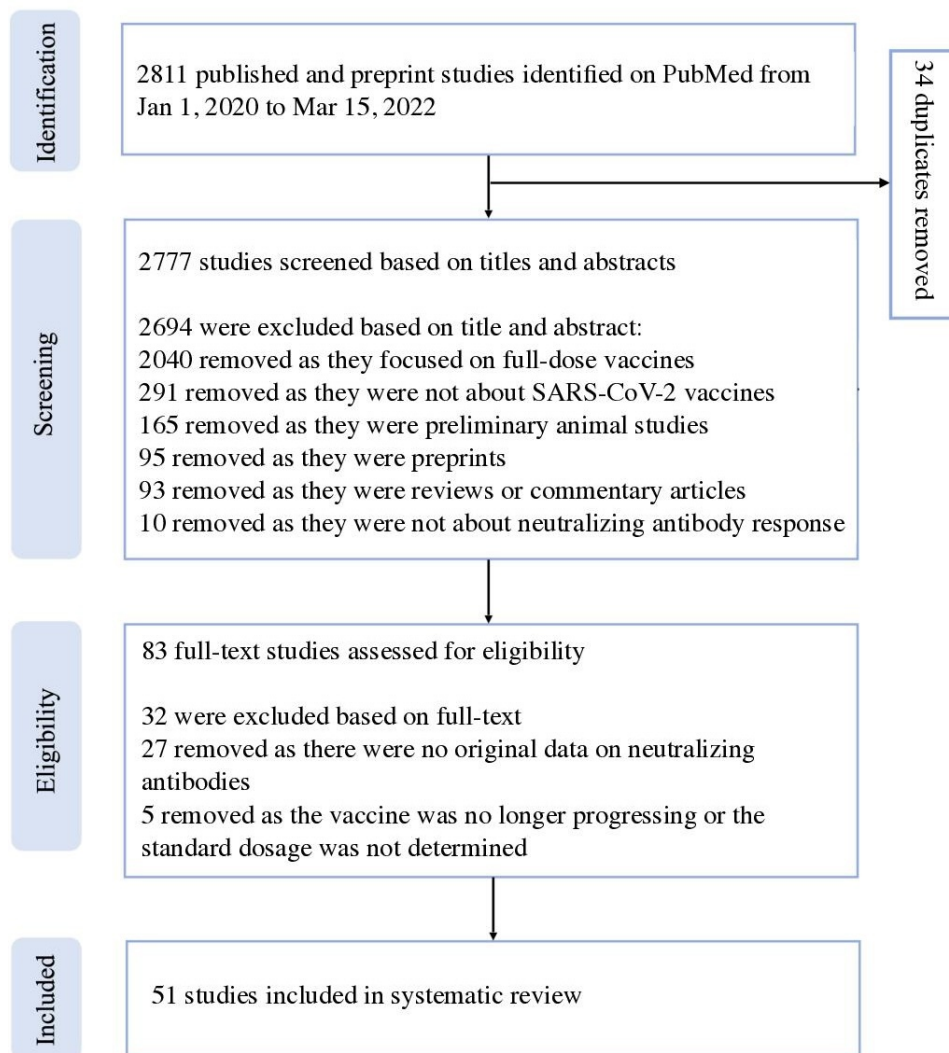 Identification
2811 published and preprint studies identified on PubMed from
Jan 1, 2020 to Mar 15, 2022
34 duplicates removed
Screening
2777 studies screened based on titles and abstracts
2694 were excluded based on title and abstract:
2040 removed as they focused on full-dose vaccines
291 removed as they were not about SARS-CoV-2 vaccines
165 removed as they were preliminary animal studies
95 removed as they were preprints
93 removed as they were reviews or commentary articles
10 removed as they were not about neutralizing antibody response
Eligibility
83 full-text studies assessed for eligibility
32 were excluded based on full-text
27 removed as there were no original data on neutralizing
antibodies
5 removed as the vaccine was no longer progressing or the
standard dosage was not determined
Included
51 studies included in systematic review